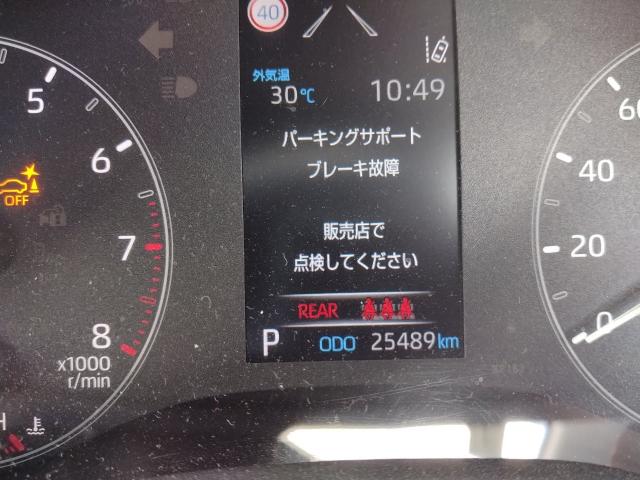 40
外気温
30℃ 10:49
パーキングサポート
ブレーキ故障
販売店で
点検してください
REAR
P ODO 25489km
5
6
7
8
x1000
r/min
OFF
H
60
40
20
0